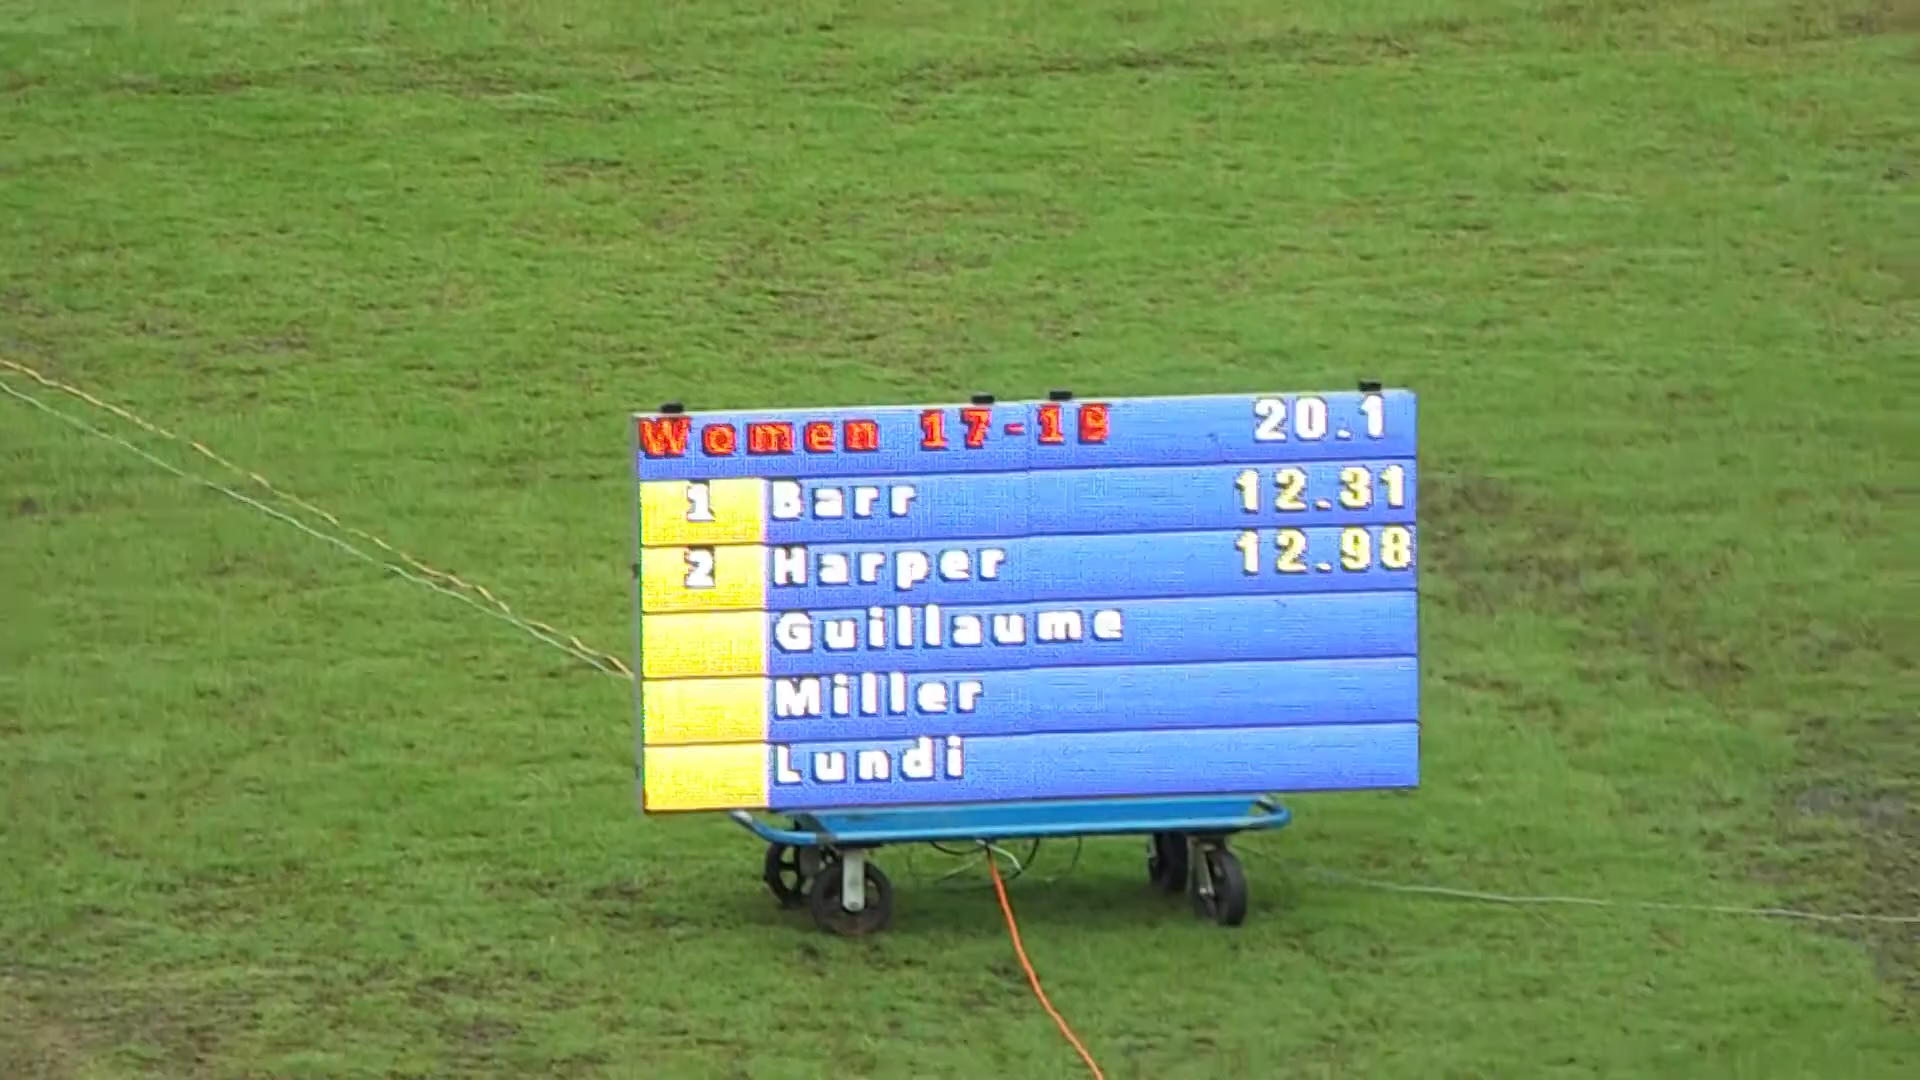 Women 17-19 20.1
1 Barr 12.31
2 Harper 12.98
Guillaume
Miller
Lundi